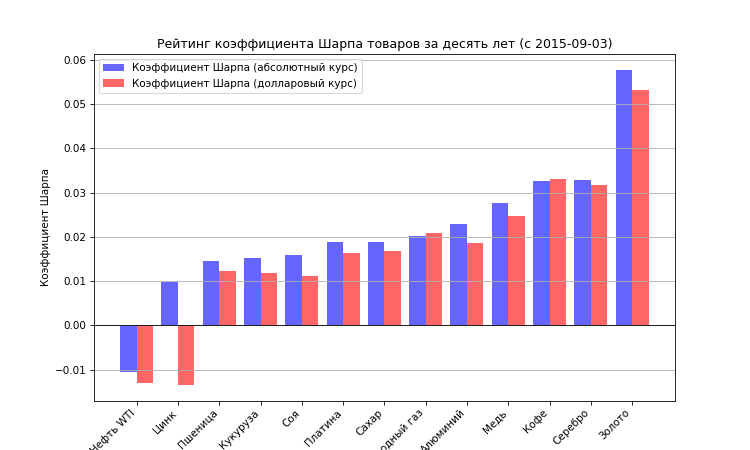 Рейтинг коэффициента Шарпа товаров за десять лет (с 2015-09-03)
Коэффициент Шарпа (абсолютный курс)
Коэффициент Шарпа (долларовый курс)
Коэффициент Шарпа
0.06
0.05
0.04
0.03
0.02
0.01
0.00
−0.01
Нефть WTI
Цинк
Пшеница
Кукуруза
Соя
Платина
Сахар
одный газ
Алюминий
Медь
Кофе
Серебро
Золото